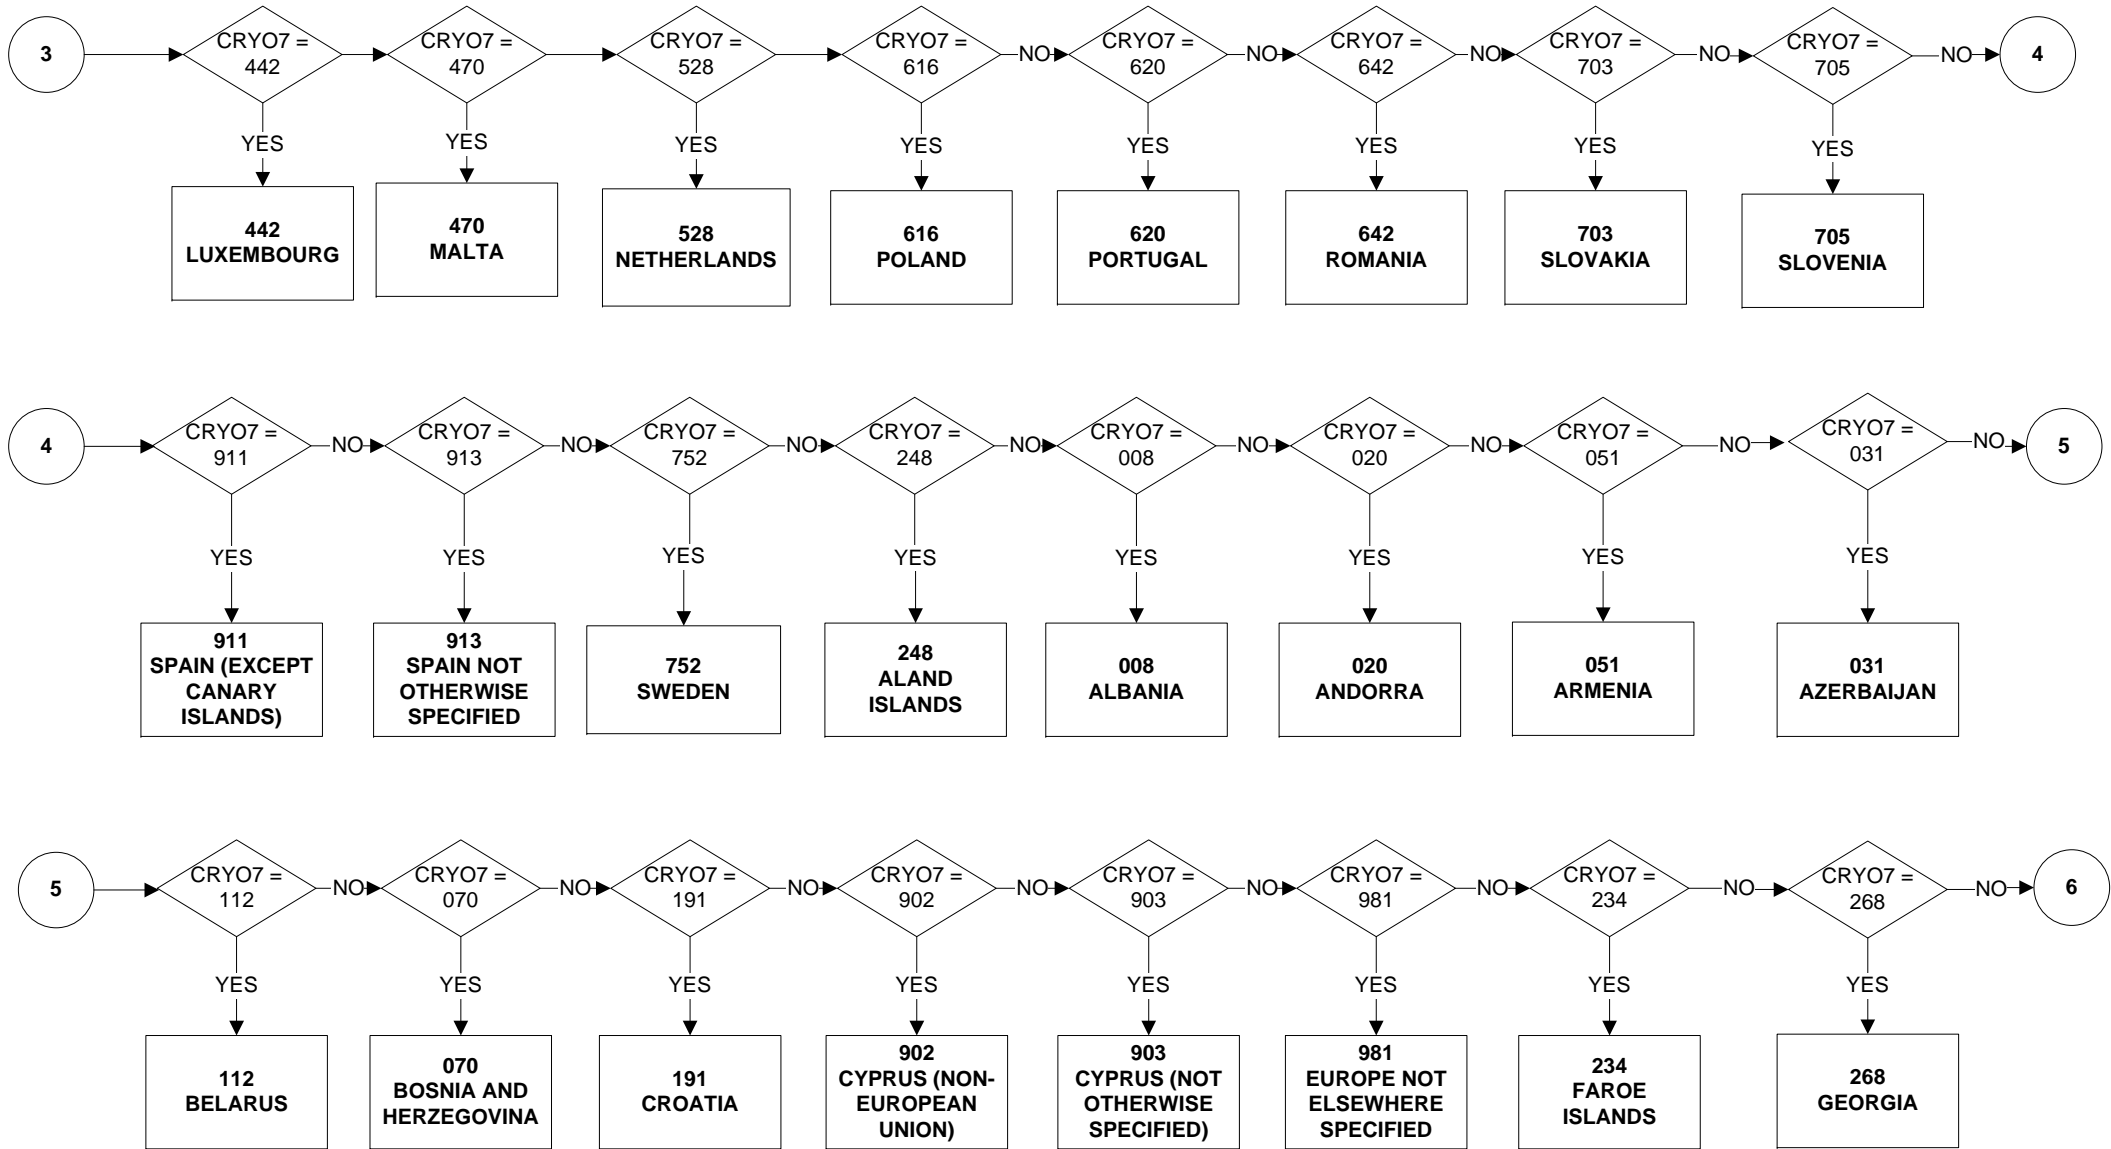 3
CRYO7 =
442
CRYO7 =
470
CRYO7 =
528
CRYO7 =
616
NO
CRYO7 =
620
NO
CRYO7 =
642
NO
CRYO7 =
703
NO
CRYO7 =
705
NO
4
YES
YES
YES
YES
YES
YES
YES
YES
442
LUXEMBOURG
470
MALTA
528
NETHERLANDS
616
POLAND
620
PORTUGAL
642
ROMANIA
703
SLOVAKIA
705
SLOVENIA
4
CRYO7 =
911
NO
CRYO7 =
913
NO
CRYO7 =
752
NO
CRYO7 =
248
NO
CRYO7 =
008
NO
CRYO7 =
020
NO
CRYO7 =
051
NO
CRYO7 =
031
NO
5
YES
YES
YES
YES
YES
YES
YES
YES
911
SPAIN (EXCEPT
CANARY
ISLANDS)
913
SPAIN NOT
OTHERWISE
SPECIFIED
752
SWEDEN
248
ALAND
ISLANDS
008
ALBANIA
020
ANDORRA
051
ARMENIA
031
AZERBAIJAN
5
CRYO7 =
112
NO
CRYO7 =
070
NO
CRYO7 =
191
NO
CRYO7 =
902
NO
CRYO7 =
903
NO
CRYO7 =
981
NO
CRYO7 =
234
NO
CRYO7 =
268
NO
6
YES
YES
YES
YES
YES
YES
YES
YES
112
BELARUS
070
BOSNIA AND
HERZEGOVINA
191
CROATIA
902
CYPRUS (NON-
EUROPEAN
UNION)
903
CYPRUS (NOT
OTHERWISE
SPECIFIED)
981
EUROPE NOT
ELSEWHERE
SPECIFIED
234
FAROE
ISLANDS
268
GEORGIA